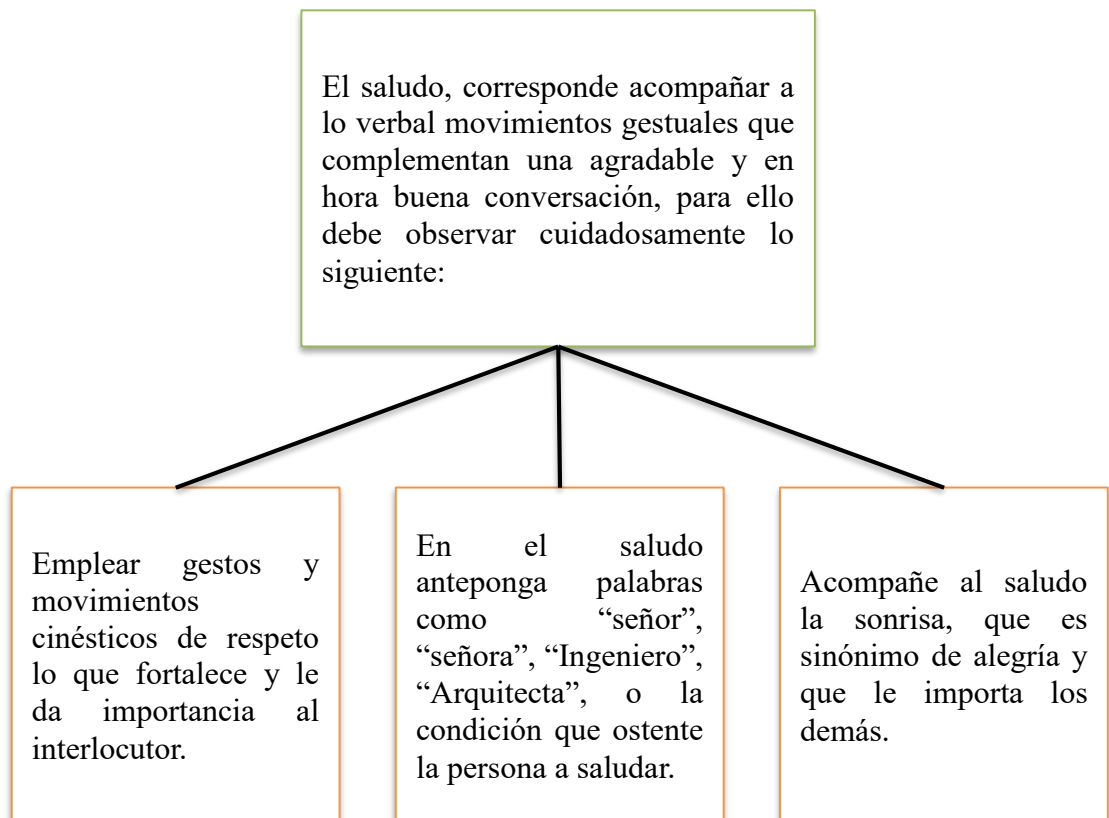 El saludo, corresponde acompañar a
lo verbal movimientos gestuales que
complementan una agradable y en
hora buena conversación, para ello
debe observar cuidadosamente lo
siguiente:
Emplear gestos y
movimientos
cinésticos de respeto
lo que fortalece y le
da importancia al
interlocutor.
En el saludo
anteponga palabras
como “señor”,
“señora”, “Ingeniero”,
“Arquitecta”, o la
condición que ostente
la persona a saludar.
Acompañe al saludo
la sonrisa, que es
sinónimo de alegría y
que le importa los
demás.